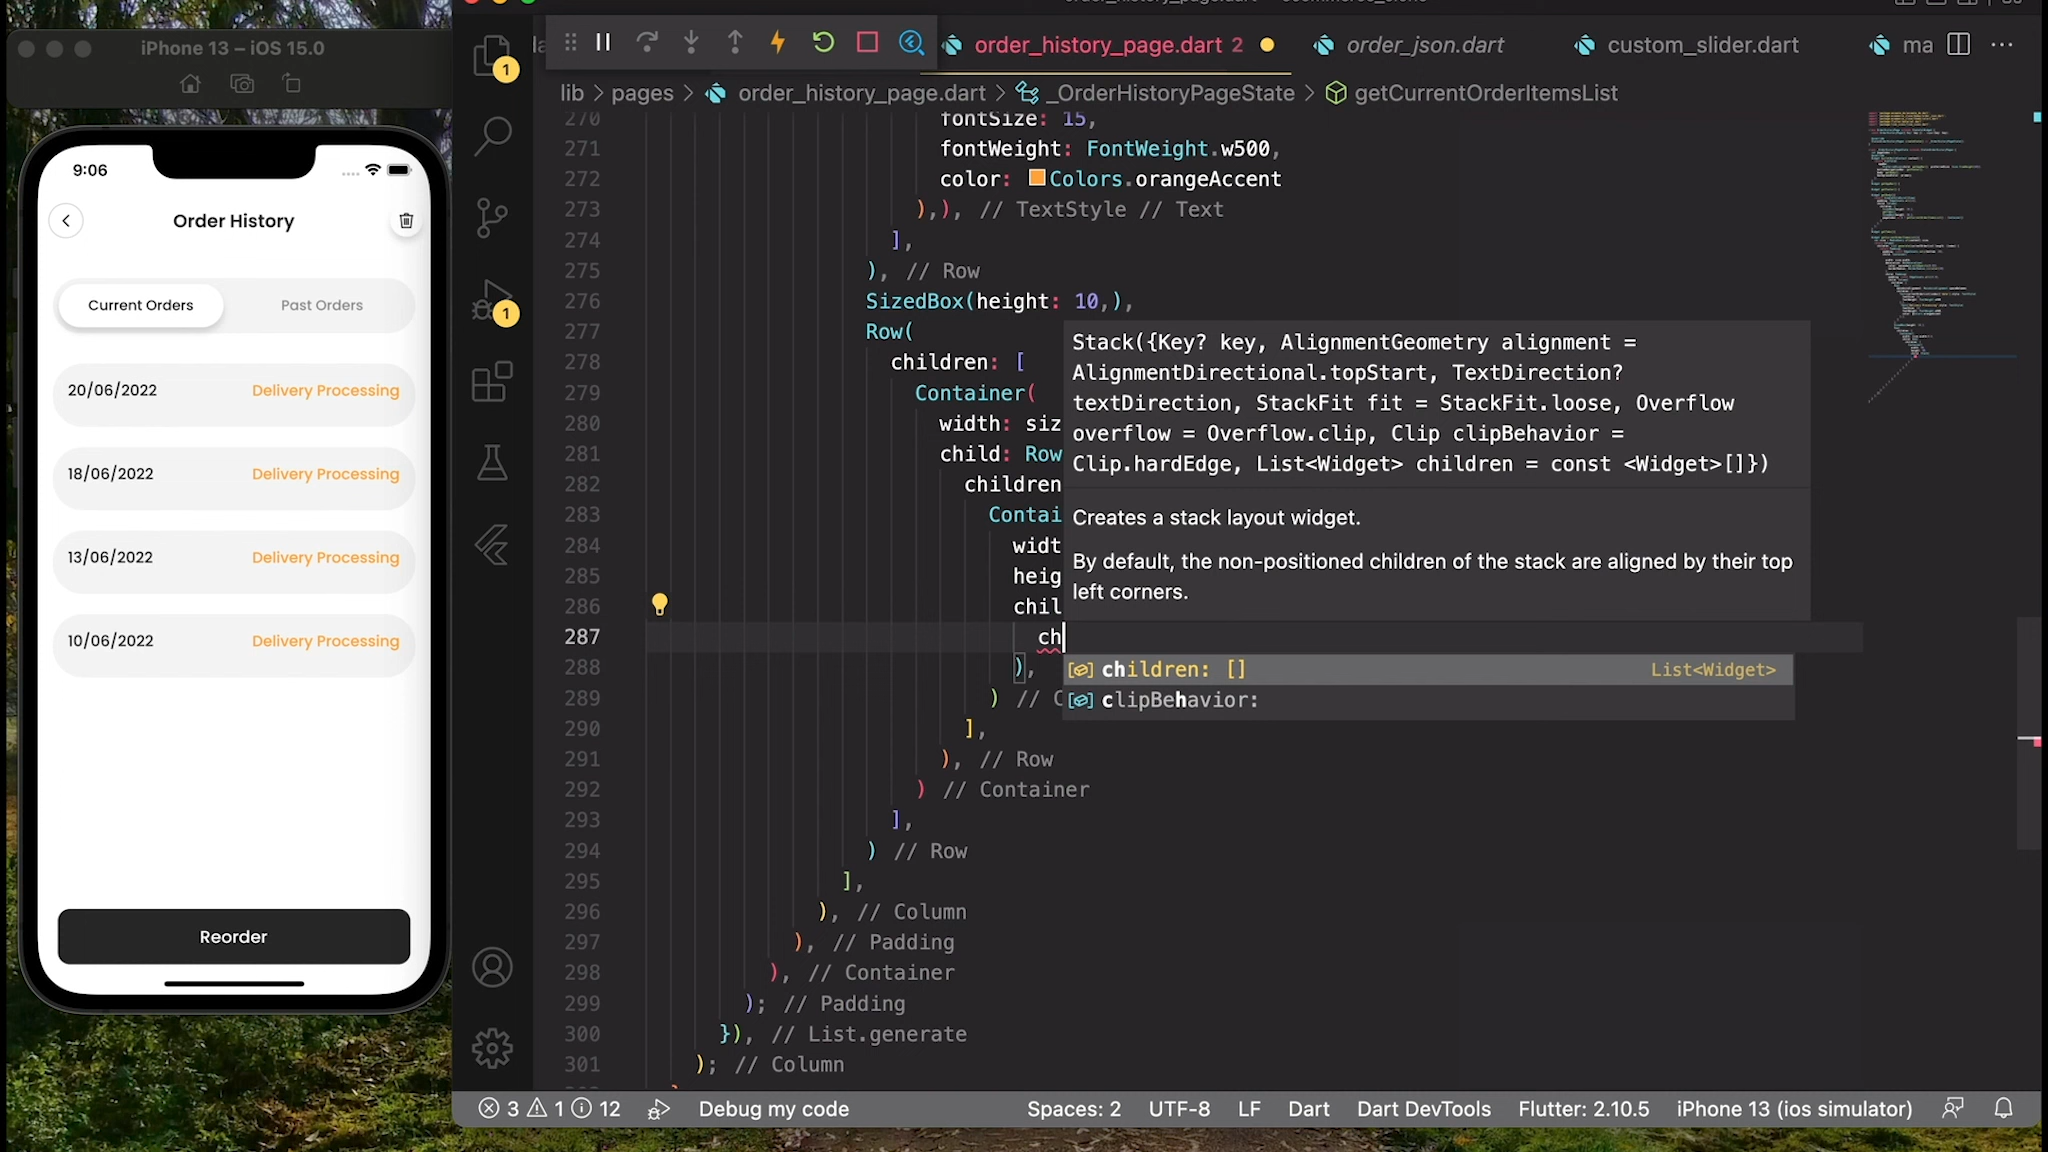 iPhone 13 – iOS 15.0
9:06
Order History
Current Orders
Past Orders
20/06/2022
Delivery Processing
18/06/2022
Delivery Processing
13/06/2022
Delivery Processing
10/06/2022
Delivery Processing
Reorder
1
1
order_history_page.dart 2
order_json.dart
custom_slider.dart
ma
lib > pages > order_history_page.dart > _OrderHistoryPageState > getCurrentOrderItemsList
270 fontSize: 15,
271 fontWeight: FontWeight.w500,
272 color: Colors.orangeAccent
273 ),), // TextStyle // Text
274 ],
275 ), // Row
276 SizedBox(height: 10,),
277 Row(
278 children: [
279 Container(
280 width: siz
281 child: Row
282 children
283 Contai
284 widt
285 heig
286 chil
287 ch
288 ),
289 ) // C
290 ],
291 ), // Row
292 ) // Container
293 ],
294 ) // Row
295 ],
296 ), // Column
297 ), // Padding
298 ), // Container
299 ); // Padding
300 }), // List.generate
301 ); // Column
Stack({Key? key, AlignmentGeometry alignment =
AlignmentDirectional.topStart, TextDirection?
textDirection, StackFit fit = StackFit.loose, Overflow
overflow = Overflow.clip, Clip clipBehavior =
Clip.hardEdge, List<Widget> children = const <Widget>[]})
Creates a stack layout widget.
By default, the non-positioned children of the stack are aligned by their top
left corners.
children: [] List<Widget>
clipBehavior:
3 1 12 Debug my code Spaces: 2 UTF-8 LF Dart Dart DevTools Flutter: 2.10.5 iPhone 13 (ios simulator)